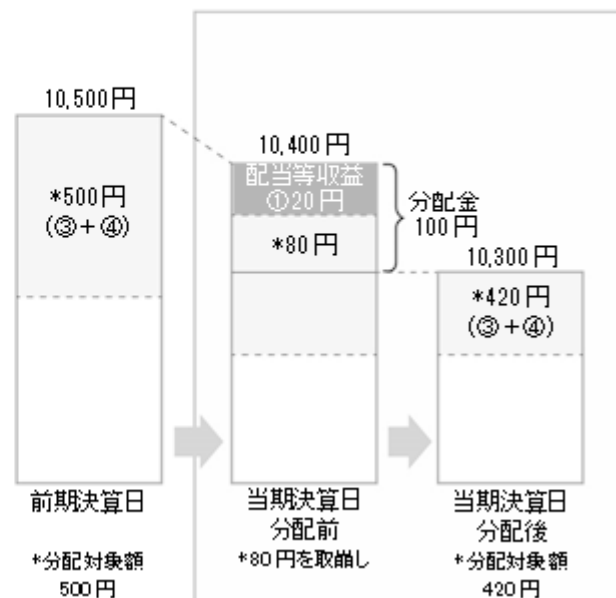 10,500円
*500円
(③+④)
前期決算日
*分配対象額
500円
10,400円
配当等収益
①20円
*80円
分配金
100円
当期決算日
分配前
*80円を取崩し
10,300円
*420円
(③+④)
当期決算日
分配後
*分配対象額
420円